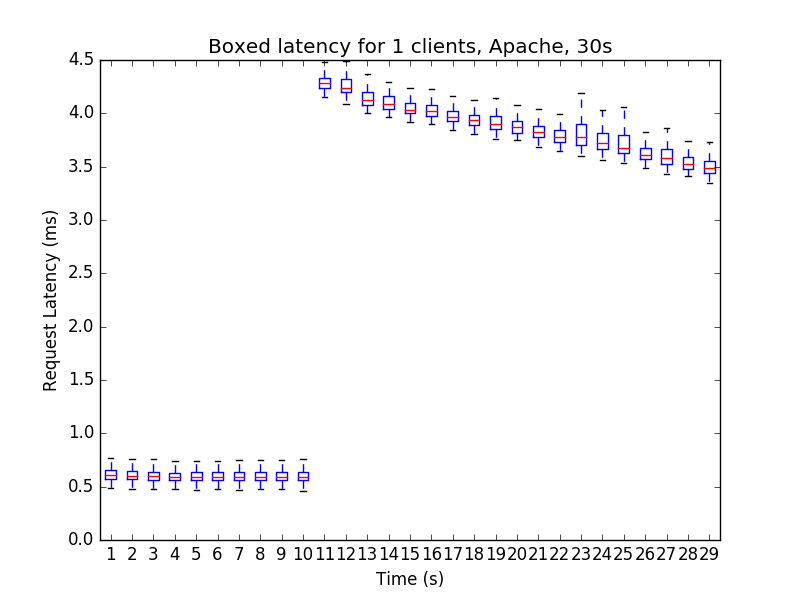 Boxed latency for 1 clients, Apache, 30s
4.5
4.0
3.5
3.0
2.5
2.0
1.5
1.0
0.5
0.0
Request Latency (ms)
1 2 3 4 5 6 7 8 9 10 11 12 13 14 15 16 17 18 19 20 21 22 23 24 25 26 27 28 29
Time (s)